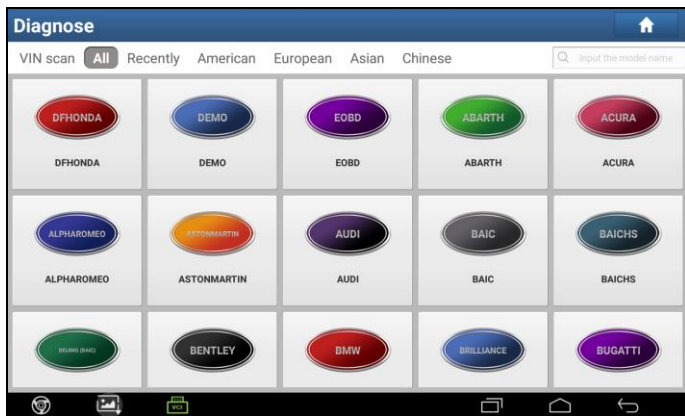 Diagnose
VIN scan All Recently American European Asian Chinese Input the model name
DFHONDA DEMO EOBD ABARTH ACURA
DFHONDA DEMO EOBD ABARTH ACURA
ALPHAROMEO ASTONMARTIN AUDI BAIC BAICHS
ALPHAROMEO ASTONMARTIN AUDI BAIC BAICHS
BEIJING (BAIC) BENTLEY BMW BRILLIANCE BUGATTI
VCI